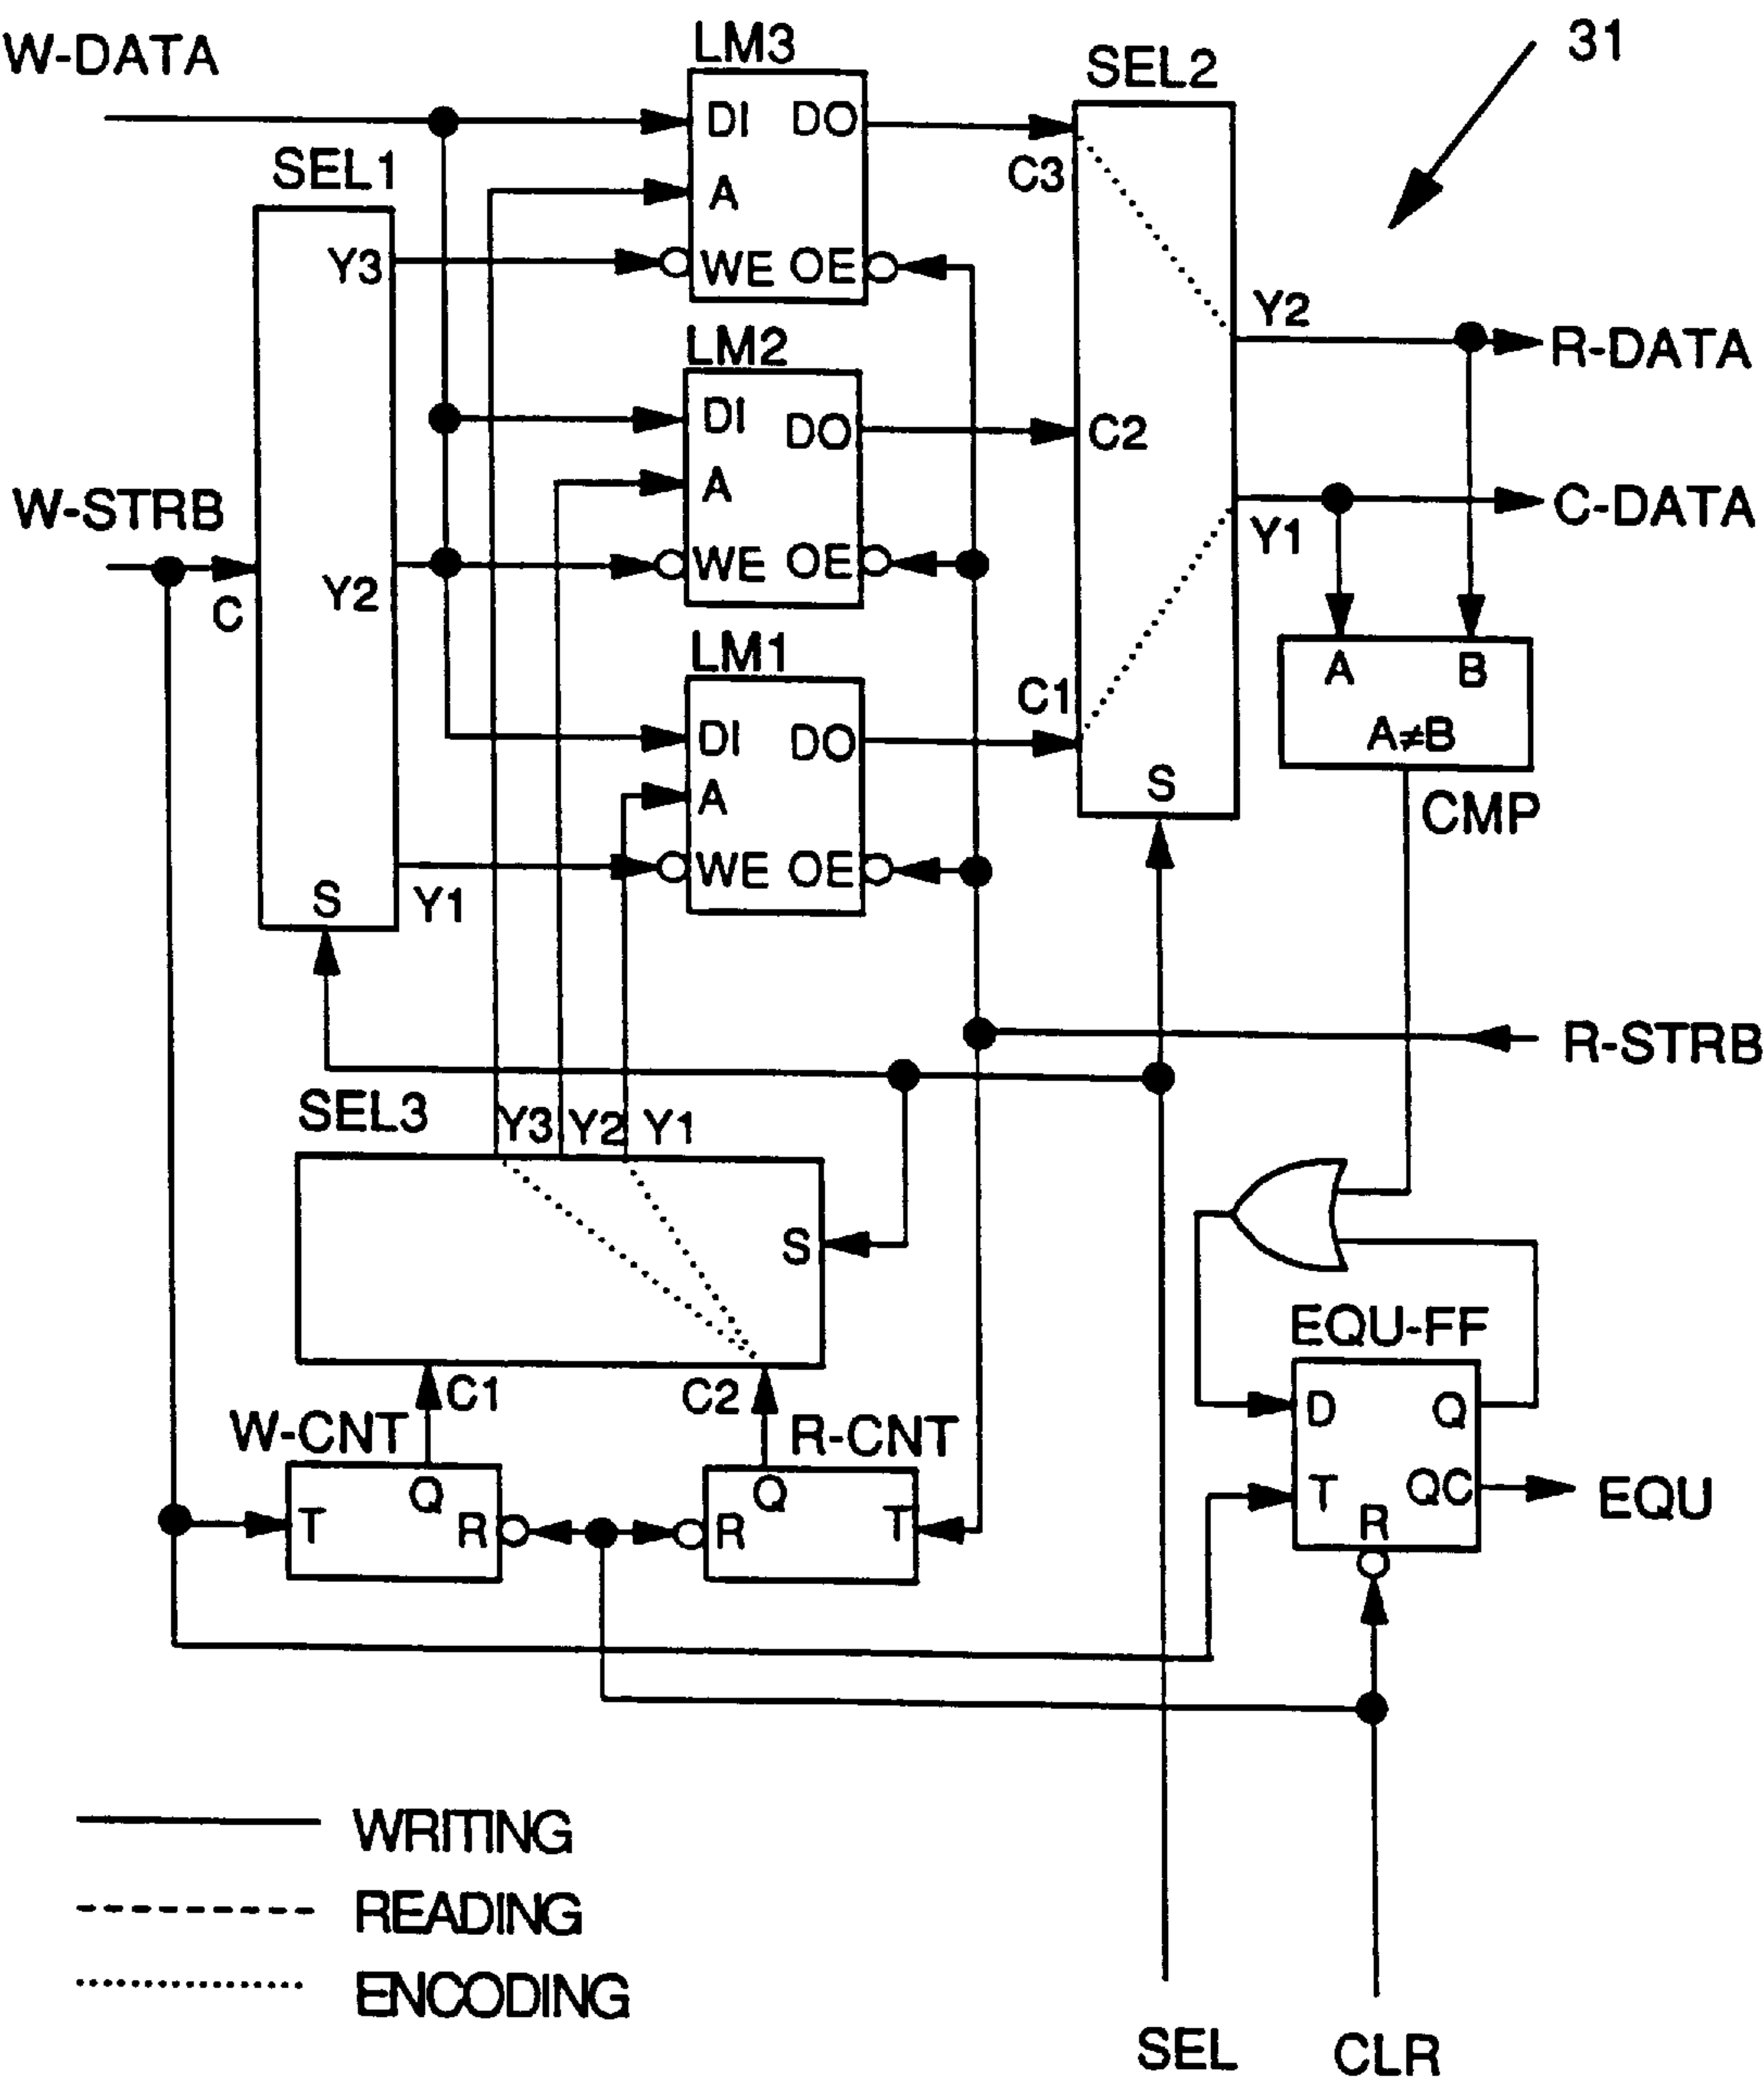 W-DATA
LM3
SEL2
31
DI DO
SEL1
C3
A
Y3
WE OE
Y2
LM2
R-DATA
DI DO
C2
A
W-STRB
C-DATA
Y1
WE OE
Y2
C
LM1
A B
C1
DI DO
A≠B
S
A
CMP
WE OE
S
Y1
R-STRB
SEL3
Y3 Y2 Y1
S
EQU-FF
C1
C2
D Q
W-CNT
R-CNT
Q
Q
T QC
EQU
T R
R T
R
WRITING
READING
ENCODING
SEL
CLR